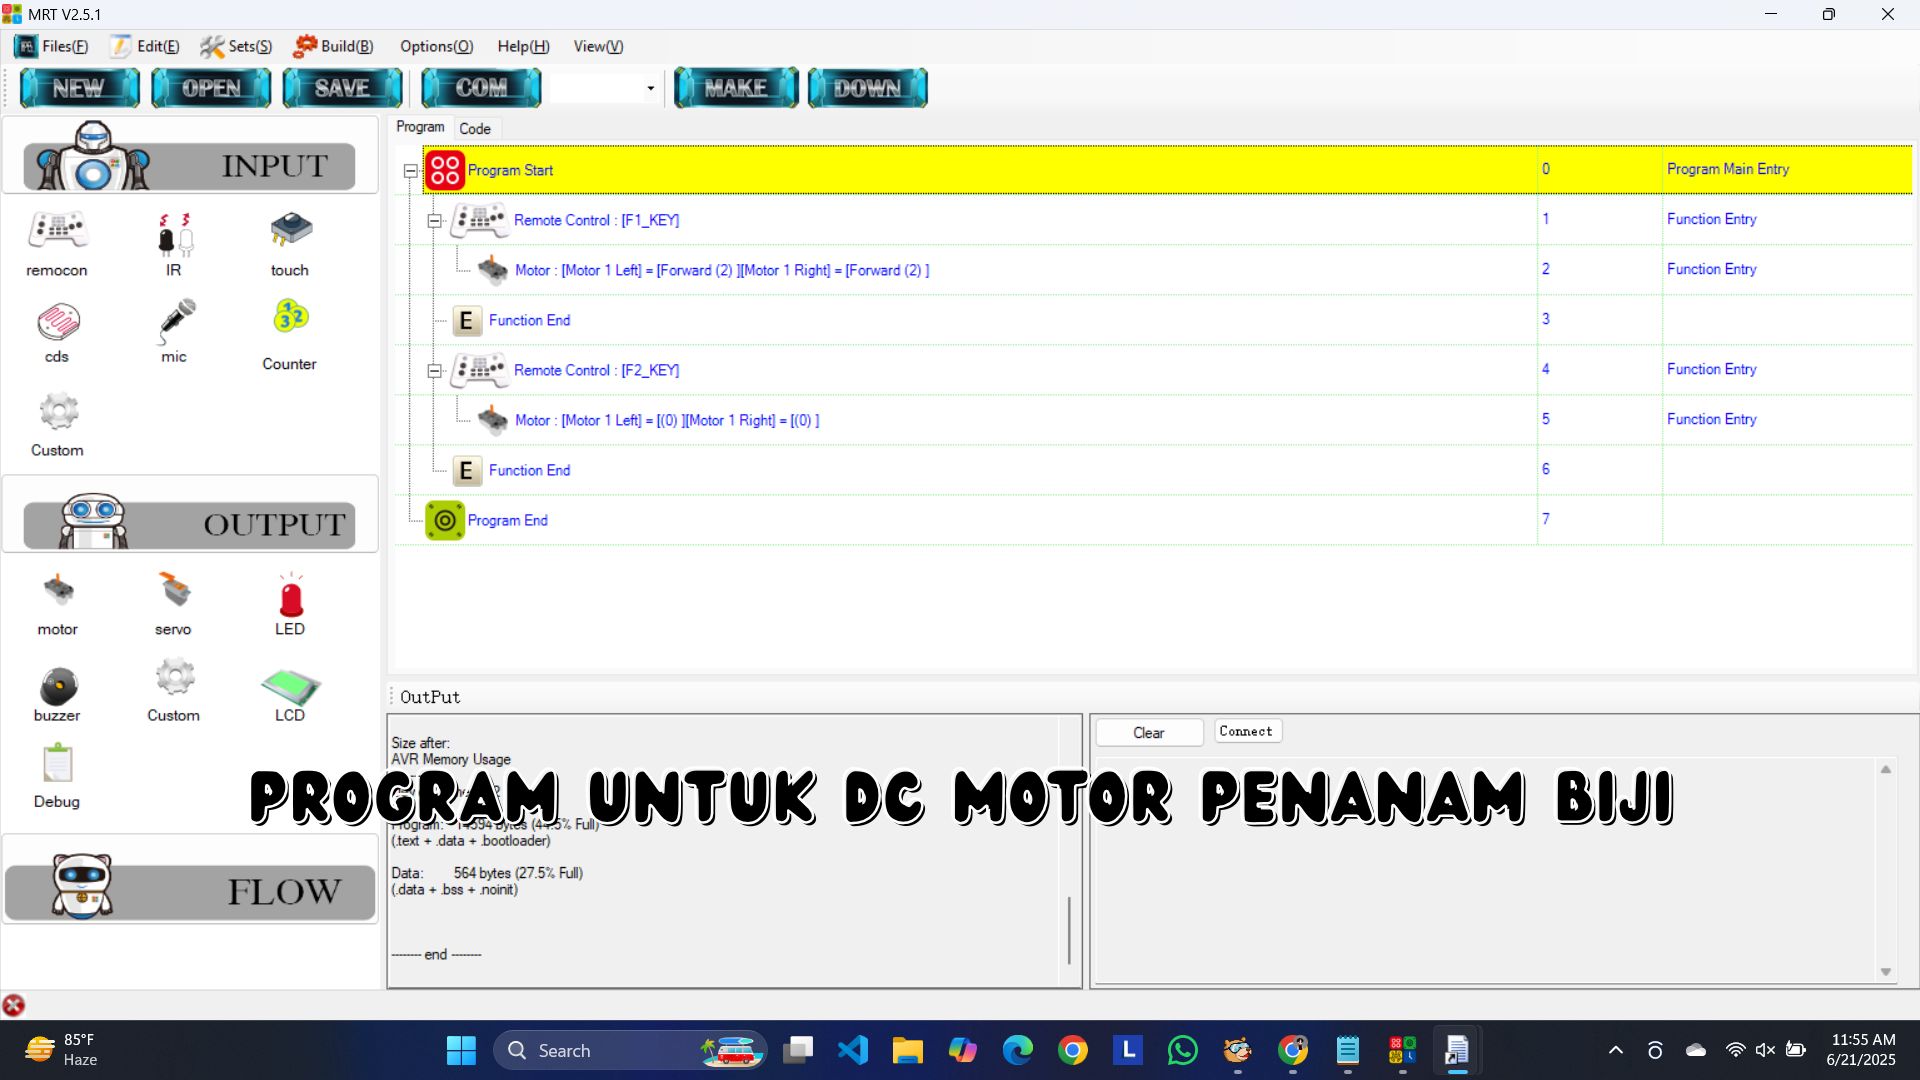 MRT V2.5.1
Files(F) Edit(E) Sets(S) Build(B) Options(O) Help(H) View(V)
NEW OPEN SAVE COM MAKE DOWN
INPUT
remocon IR touch
cds mic Counter
Custom
OUTPUT
motor servo LED
buzzer Custom LCD
Debug
FLOW
Program Code
Program Start 0 Program Main Entry
Remote Control : [F1_KEY] 1 Function Entry
Motor : [Motor 1 Left] = [Forward (2) ][Motor 1 Right] = [Forward (2) ] 2 Function Entry
E Function End 3
Remote Control : [F2_KEY] 4 Function Entry
Motor : [Motor 1 Left] = [(0) ][Motor 1 Right] = [(0) ] 5 Function Entry
E Function End 6
Program End 7
OutPut
Size after:
AVR Memory Usage
PROGRAM UNTUK DC MOTOR PENANAM BIJI
Program: 14594 bytes (44.5% Full)
(.text + .data + .bootloader)
Data: 564 bytes (27.5% Full)
(.data + .bss + .noinit)
-------- end --------
Clear Connect
85°F
Haze
Search
L
11:55 AM
6/21/2025